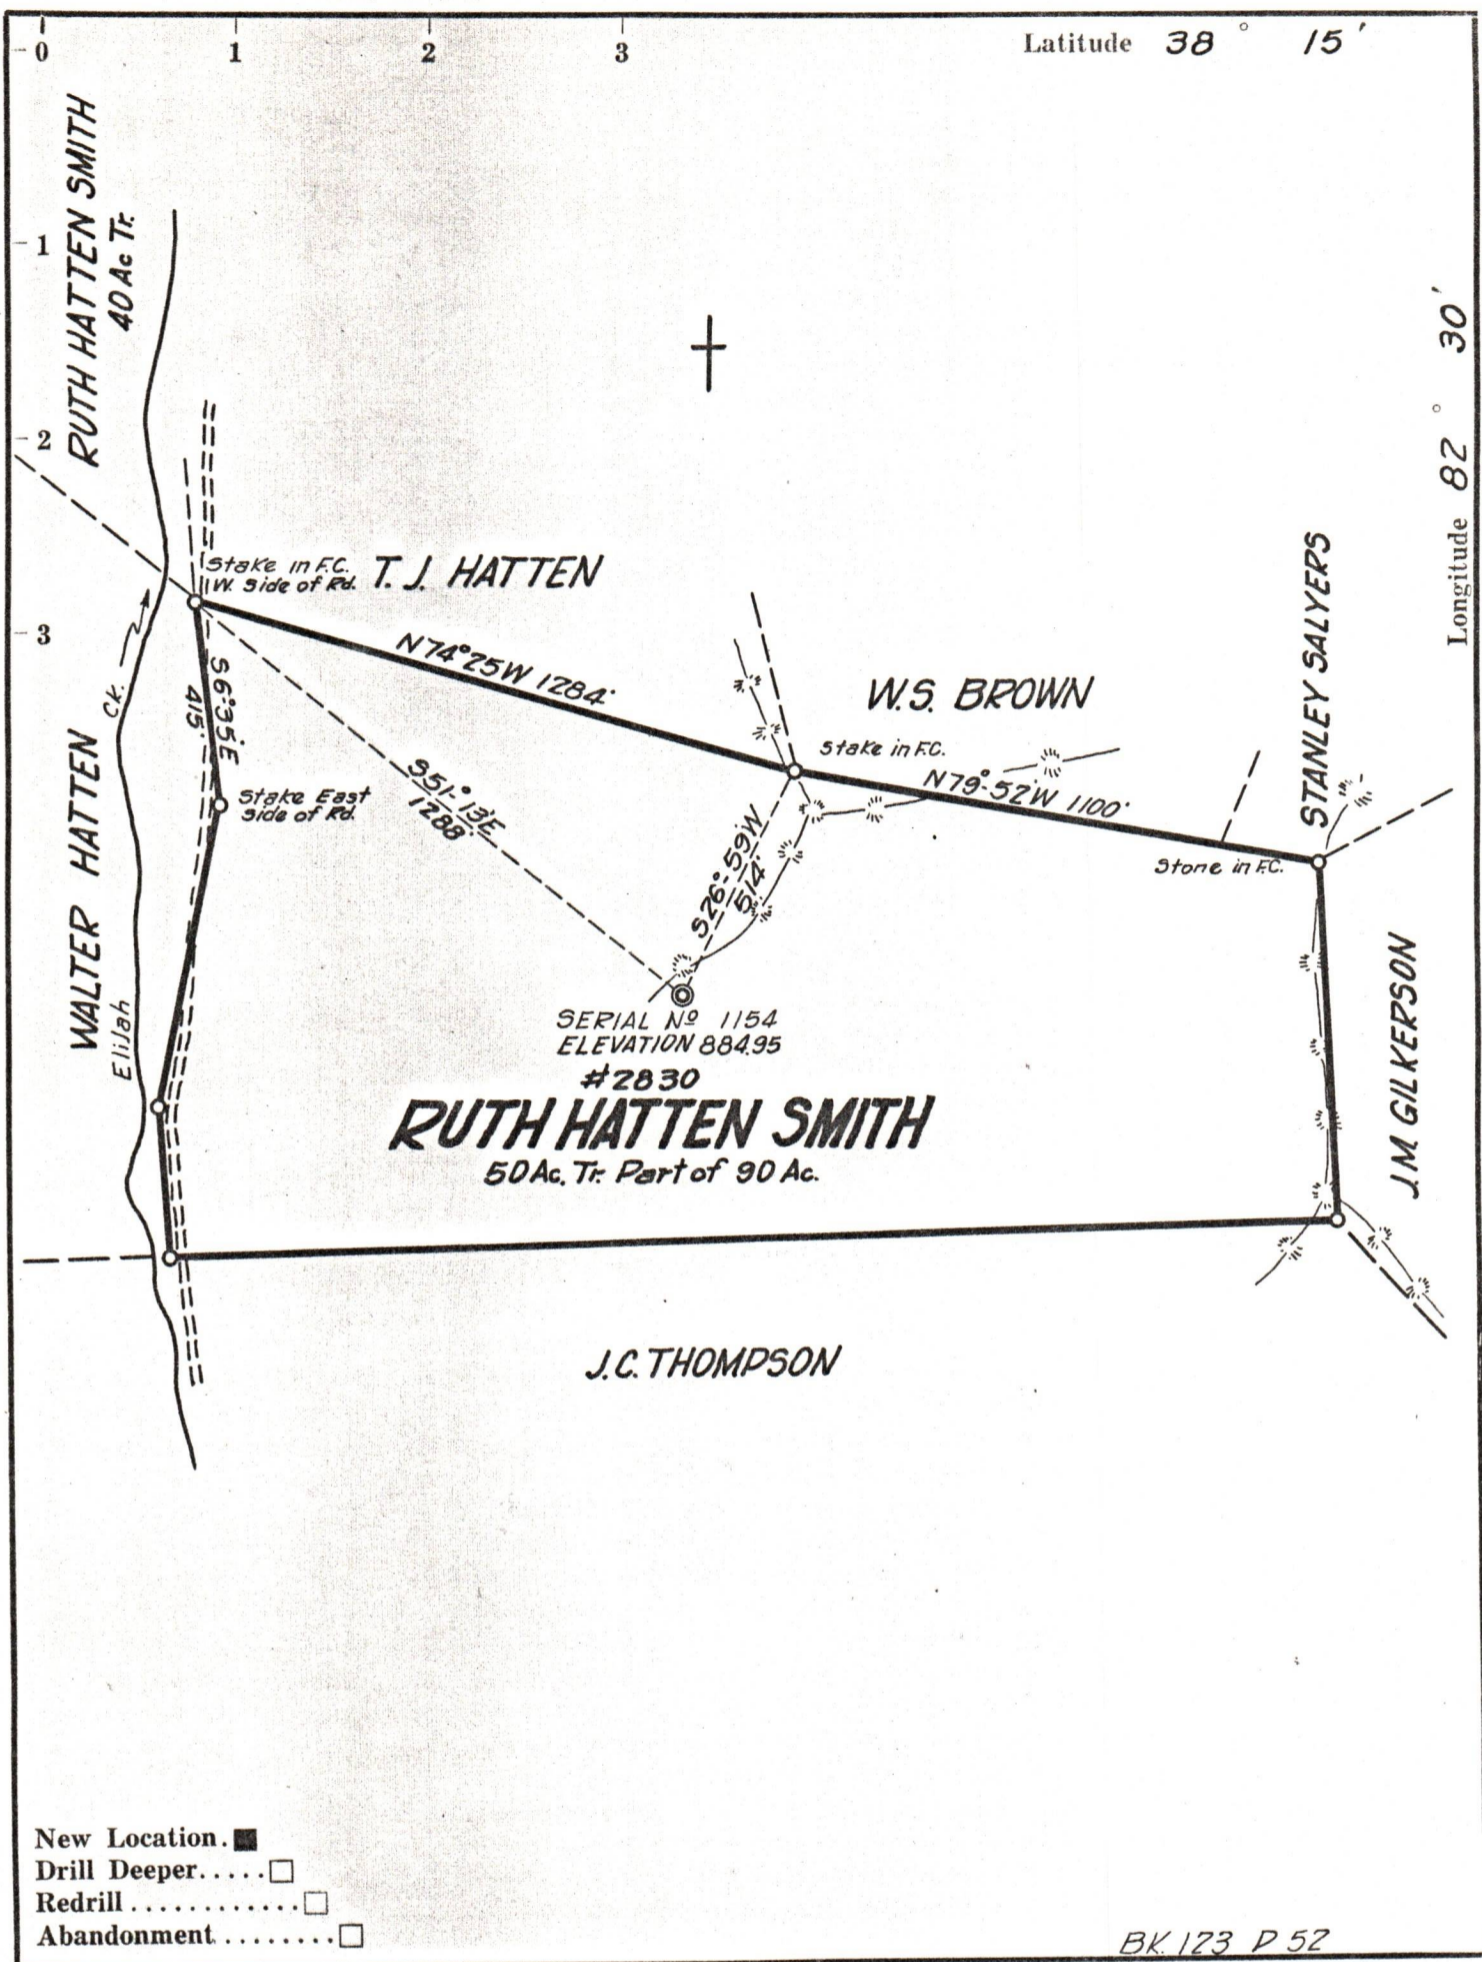 0 1 2 3
Latitude 38° 15'
1
2
3
Longitude 82° 30'
RUTH HATTEN SMITH
40 Ac Tr.
Stake in F.C.
W. Side of Rd.
T. J. HATTEN
N74°25W 1284'
S6°35'E
415'
Ck.
WALTER HATTEN
Elijah
Stake East
side of Rd.
S51-°13'E
1288'
W.S. BROWN
Stake in F.C.
N79°-52'W 1100'
S26°-59'W
514'
STANLEY SALYERS
Stone in F.C.
J.M. GILKERSON
SERIAL Nº 1154
ELEVATION 884.95
#2830
RUTH HATTEN SMITH
50 Ac. Tr. Part of 90 Ac.
J.C. THOMPSON
New Location.
Drill Deeper.....
Redrill............
Abandonment........
BK. 123 P 52